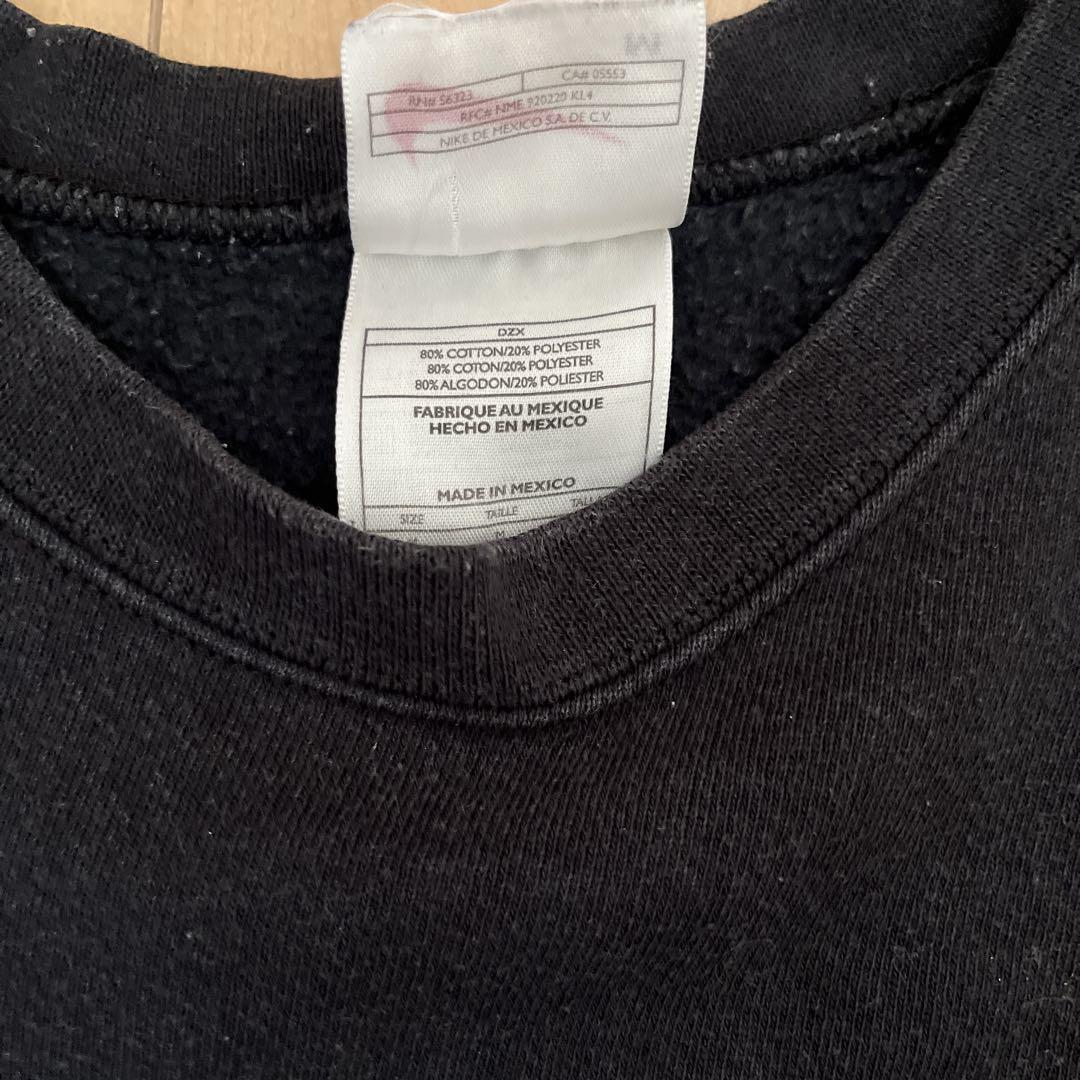 CA# 05553
RN# 56323
RFC# NME 920220 KL4
NIKE DE MEXICO S.A. DE C.V.
DZX
80% COTTON/20% POLYESTER
80% COTON/20% POLYESTER
80% ALGODON/20% POLIESTER
FABRIQUE AU MEXIQUE
HECHO EN MEXICO
MADE IN MEXICO
SIZE TAILLE